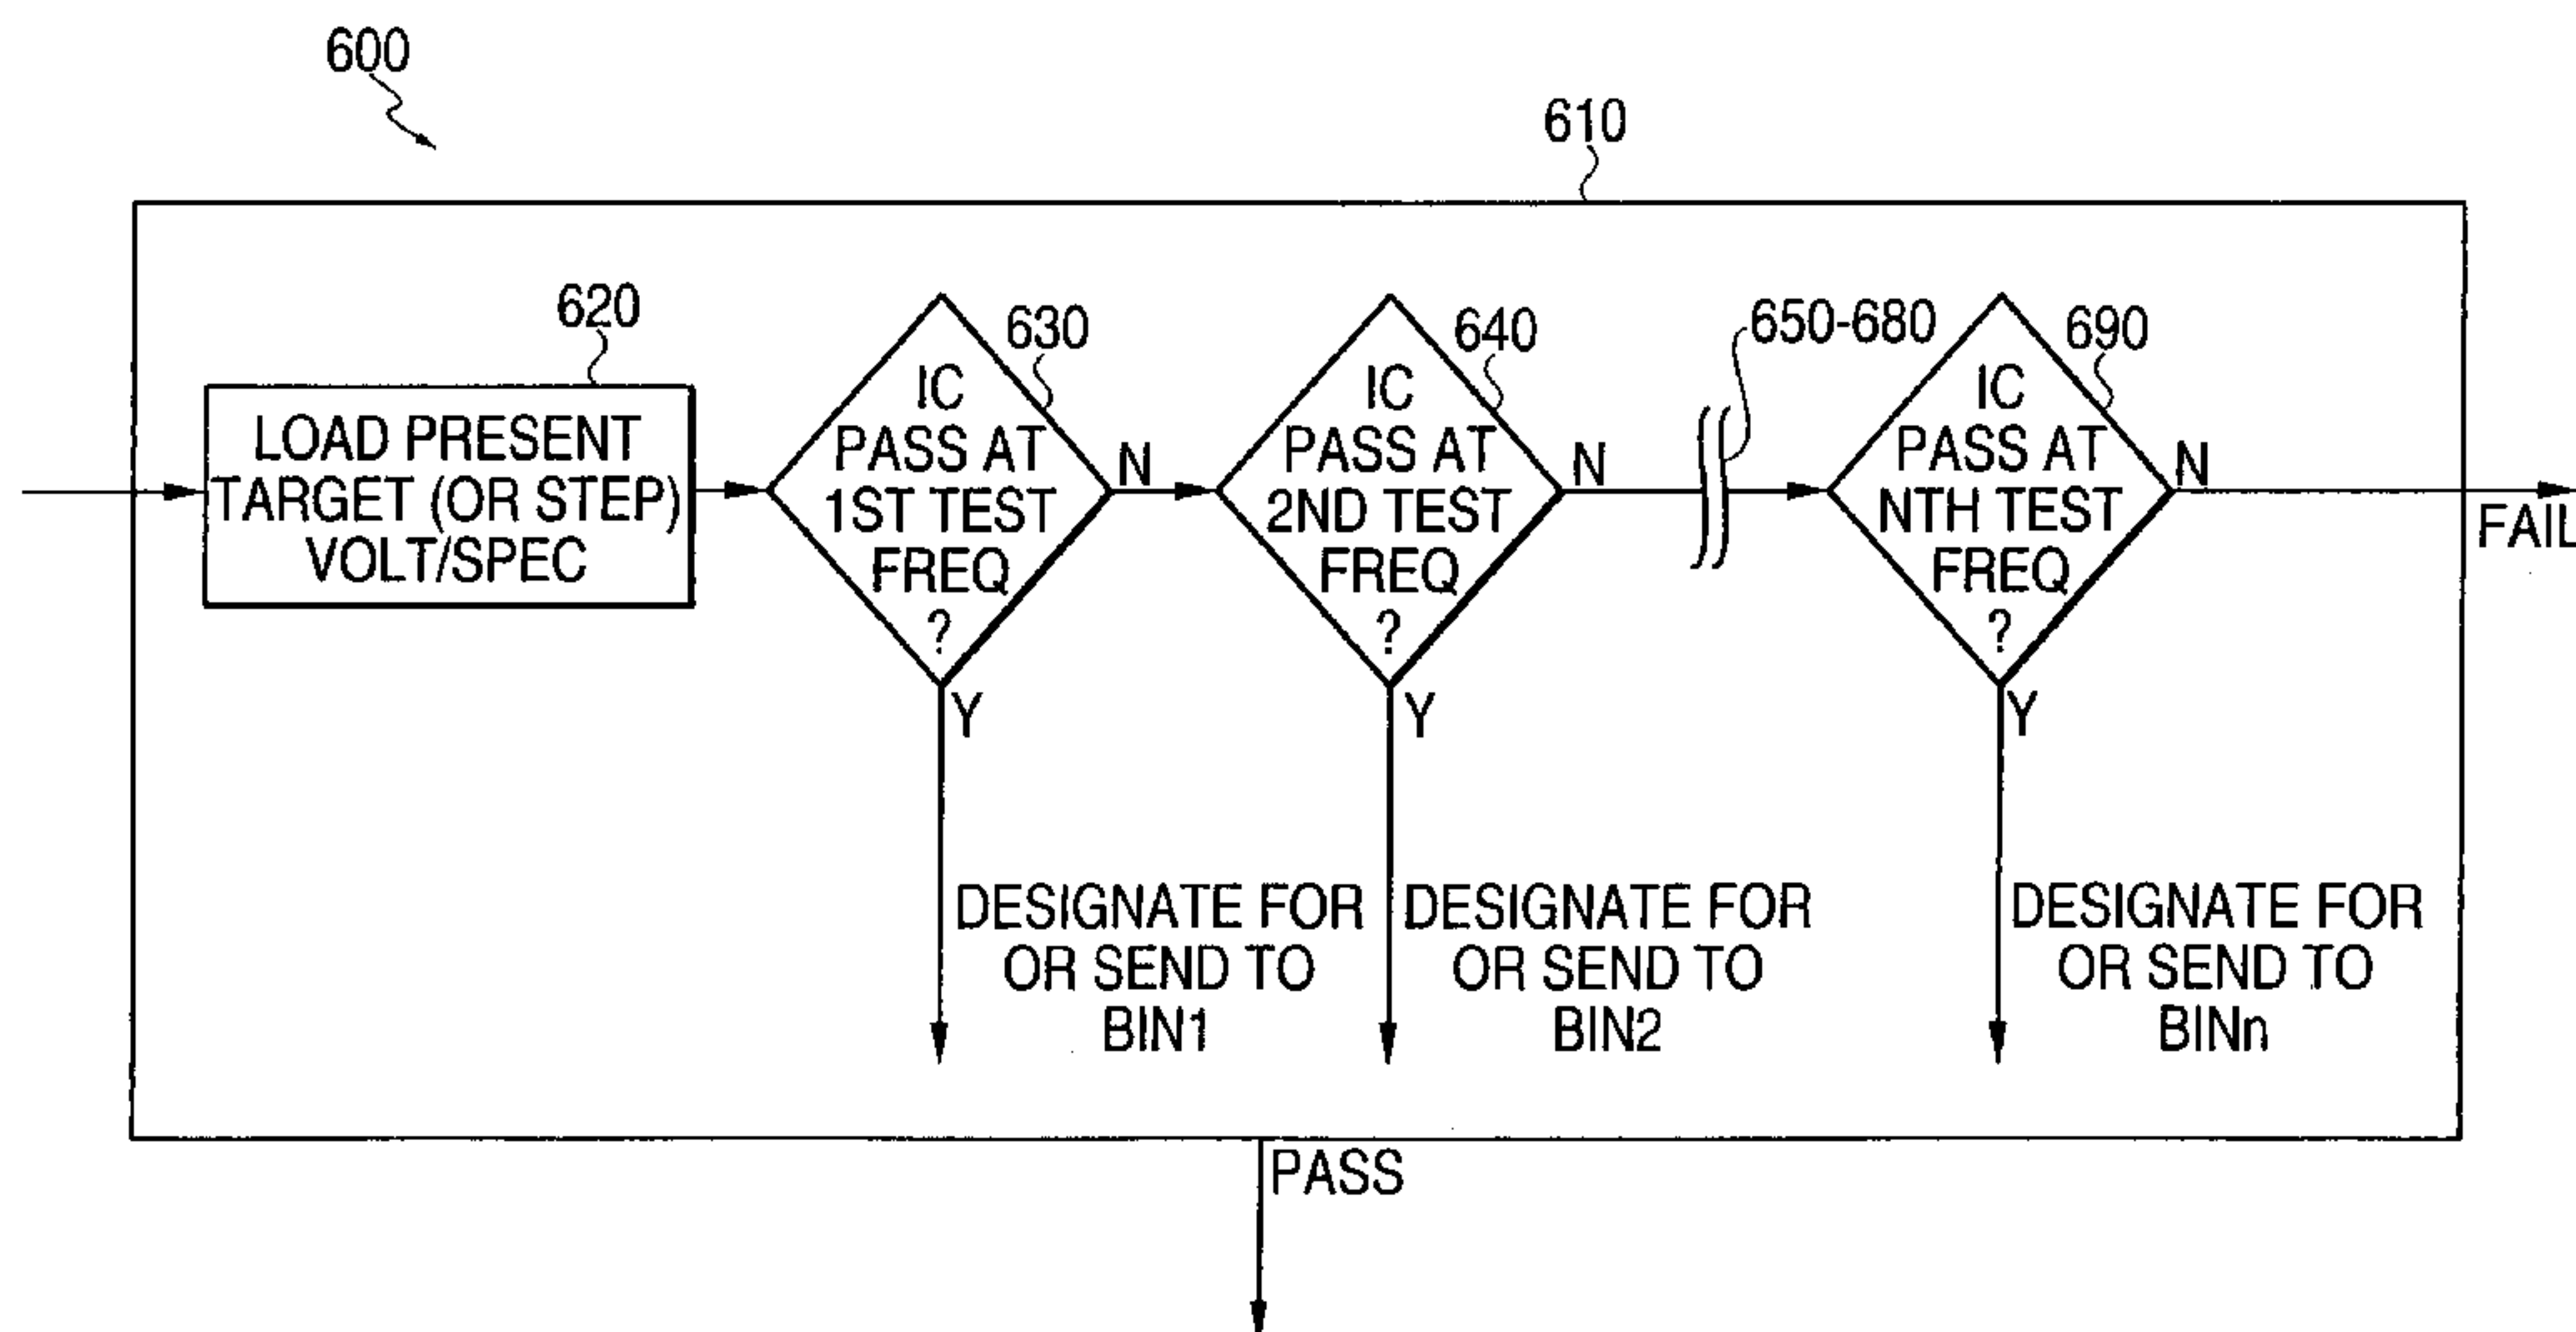 600
610
620
LOAD PRESENT
TARGET (OR STEP)
VOLT/SPEC
630
IC
PASS AT
1ST TEST
FREQ
?
N
Y
DESIGNATE FOR
OR SEND TO
BIN1
640
IC
PASS AT
2ND TEST
FREQ
?
N
Y
DESIGNATE FOR
OR SEND TO
BIN2
650-680
690
IC
PASS AT
NTH TEST
FREQ
?
N
Y
DESIGNATE FOR
OR SEND TO
BINn
FAIL
PASS